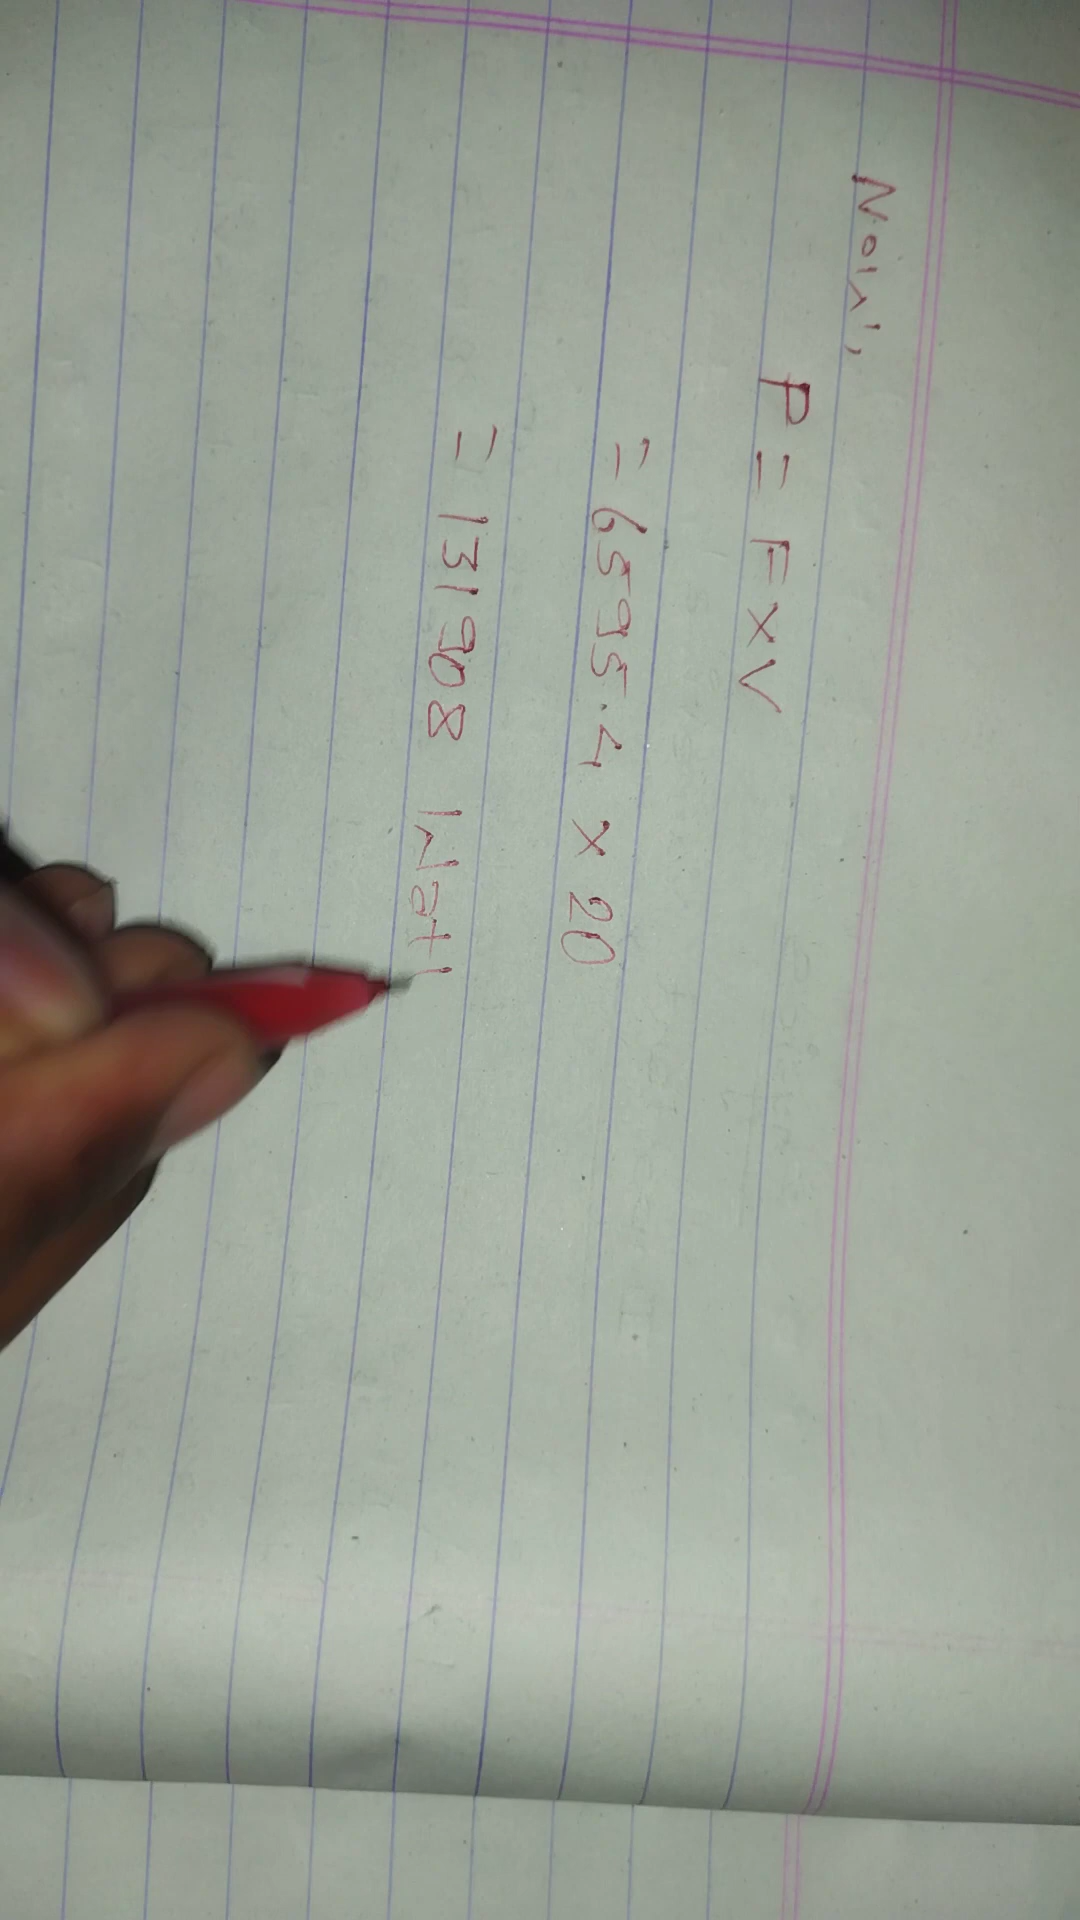 Now,
P = F x V
= 6595.4 x 20
= 131908 Watt